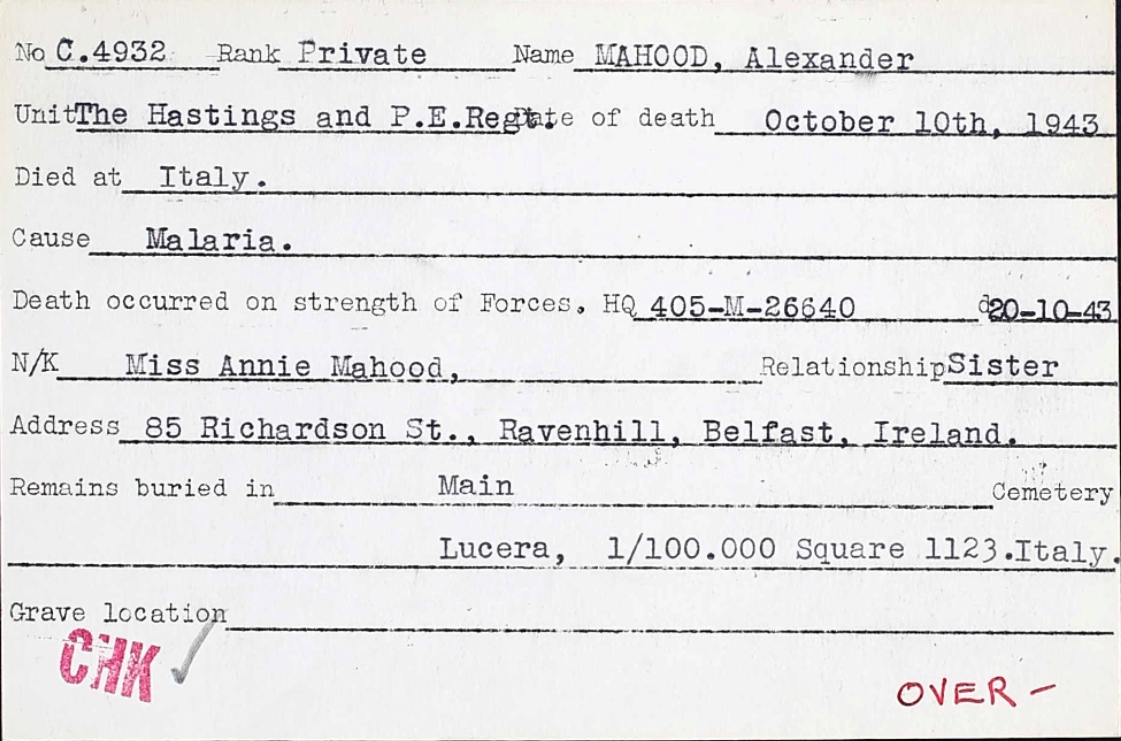 No C.4932 Rank Private Name MAHOOD, Alexander
Unit The Hastings and P.E.Regt. Date of death October 10th, 1943
Died at Italy.
Cause Malaria.
Death occurred on strength of Forces. HQ 405-M-26640 d 20-10-43
N/K Miss Annie Mahood, Relationship Sister
Address 85 Richardson St., Ravenhill, Belfast, Ireland.
Remains buried in Main Cemetery
Lucera, 1/100.000 Square 1123.Italy.
Grave location
CHK ✓
OVER -